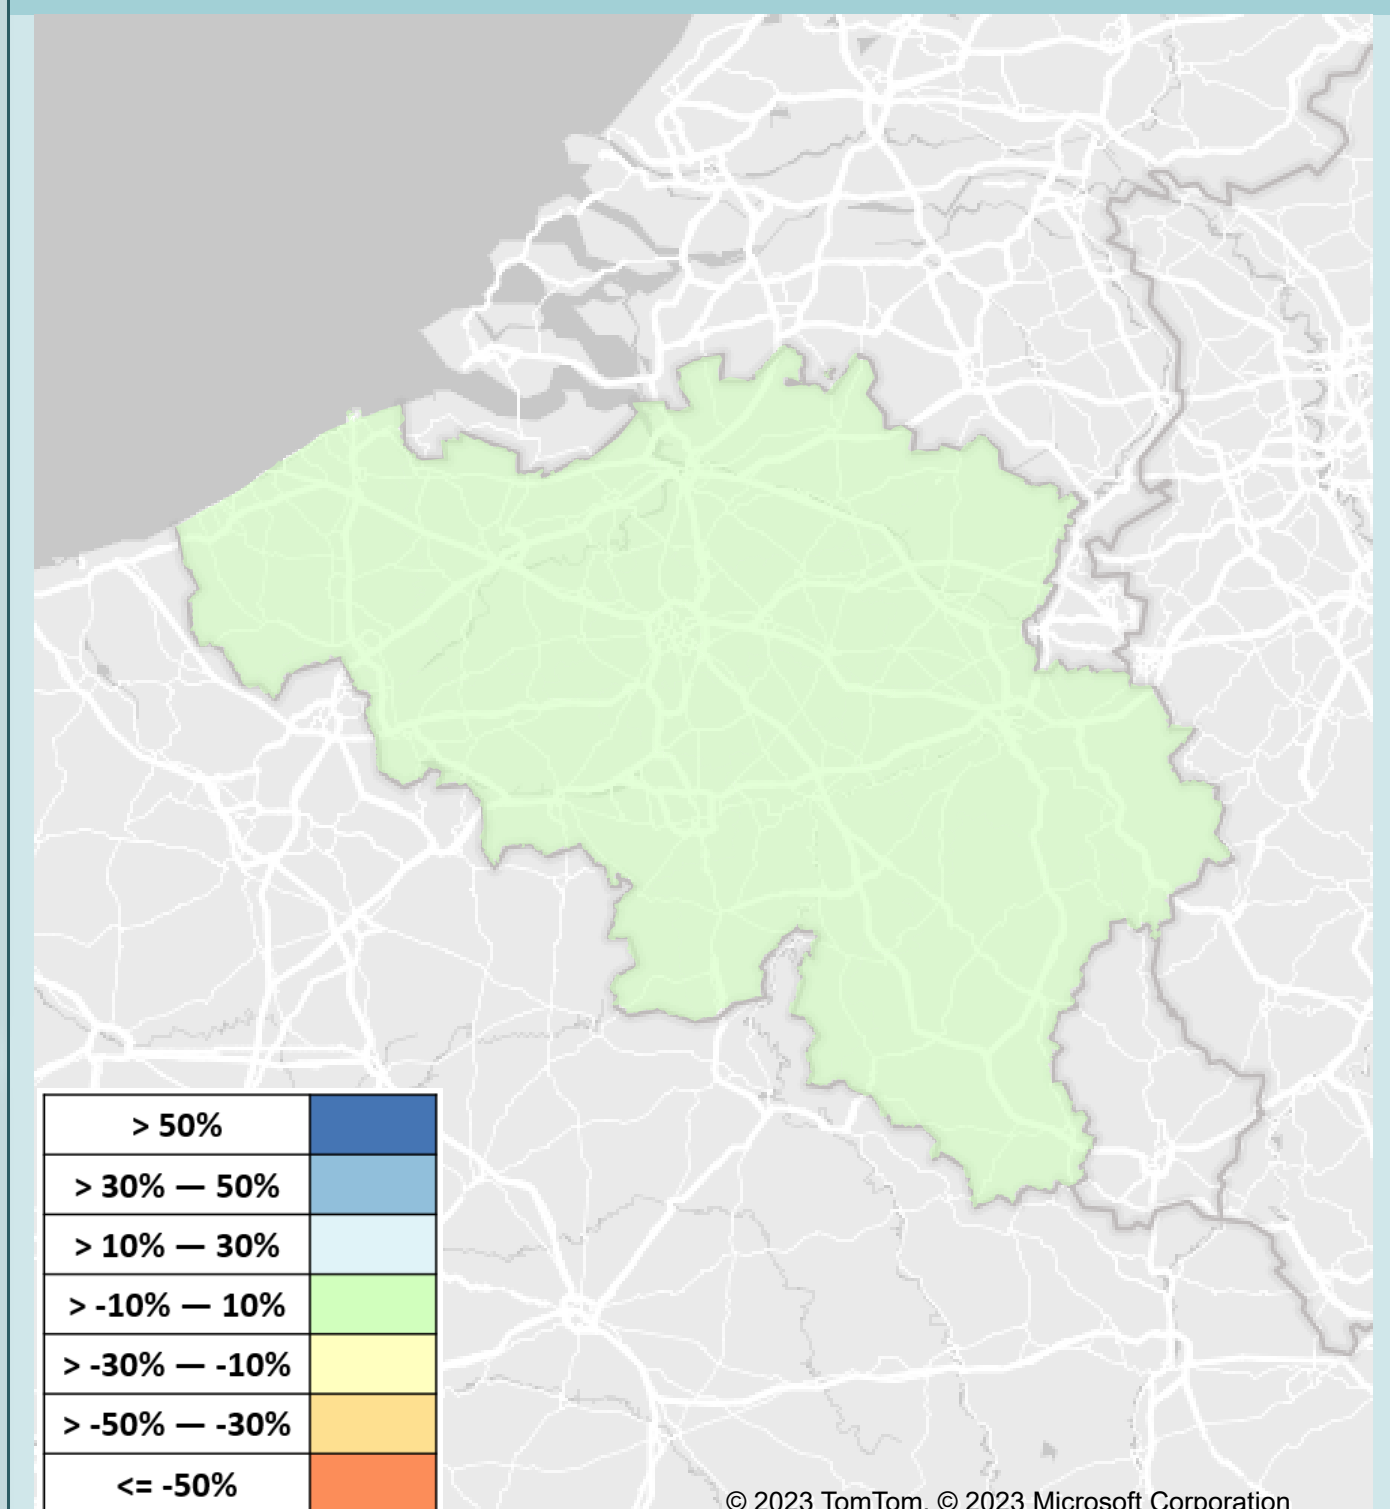 > 50%
> 30% — 50%
> 10% — 30%
> -10% — 10%
> -30% — -10%
> -50% — -30%
<= -50%
© 2023 TomTom, © 2023 Microsoft Corporation